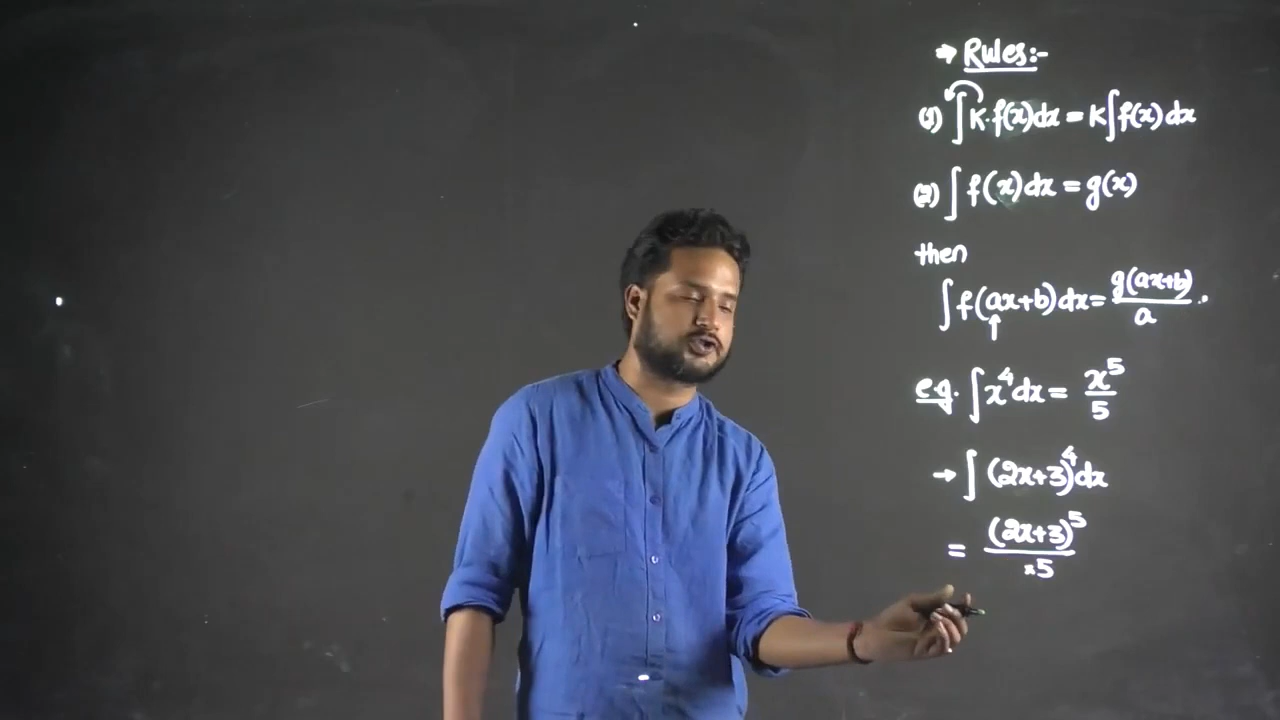 → Rules:-
(1) ∫K·f(x)dx = K∫f(x)dx
(2) ∫f(x)dx = g(x)
then
∫f(ax+b)dx = g(ax+b)/a .
e.g. ∫x⁴dx = x⁵/5
→ ∫(2x+3)⁴dx
= (2x+3)⁵/×5